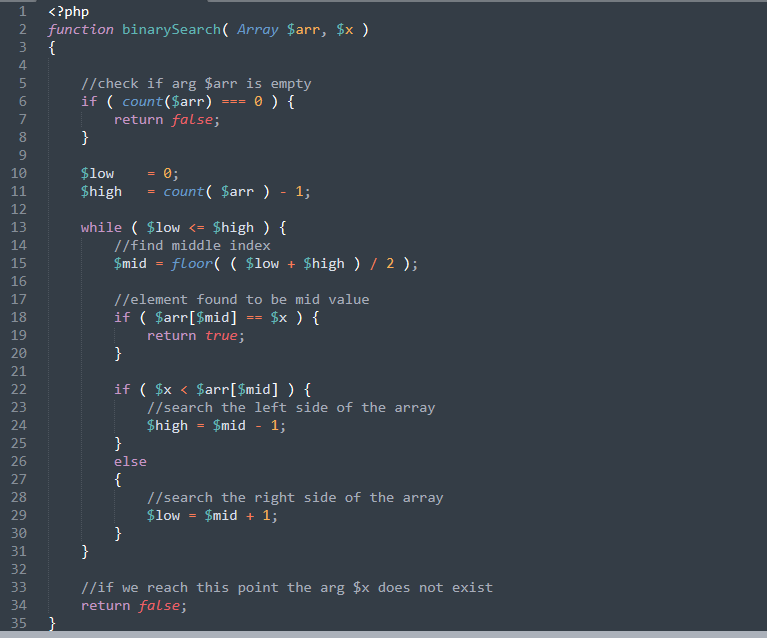 1 <?php
2 function binarySearch( Array $arr, $x )
3 {
4
5     //check if arg $arr is empty
6     if ( count($arr) === 0 ) {
7         return false;
8     }
9
10     $low    = 0;
11     $high   = count( $arr ) - 1;
12
13     while ( $low <= $high ) {
14         //find middle index
15         $mid = floor( ( $low + $high ) / 2 );
16
17         //element found to be mid value
18         if ( $arr[$mid] == $x ) {
19             return true;
20         }
21
22         if ( $x < $arr[$mid] ) {
23             //search the left side of the array
24             $high = $mid - 1;
25         }
26         else
27         {
28             //search the right side of the array
29             $low = $mid + 1;
30         }
31     }
32
33     //if we reach this point the arg $x does not exist
34     return false;
35 }